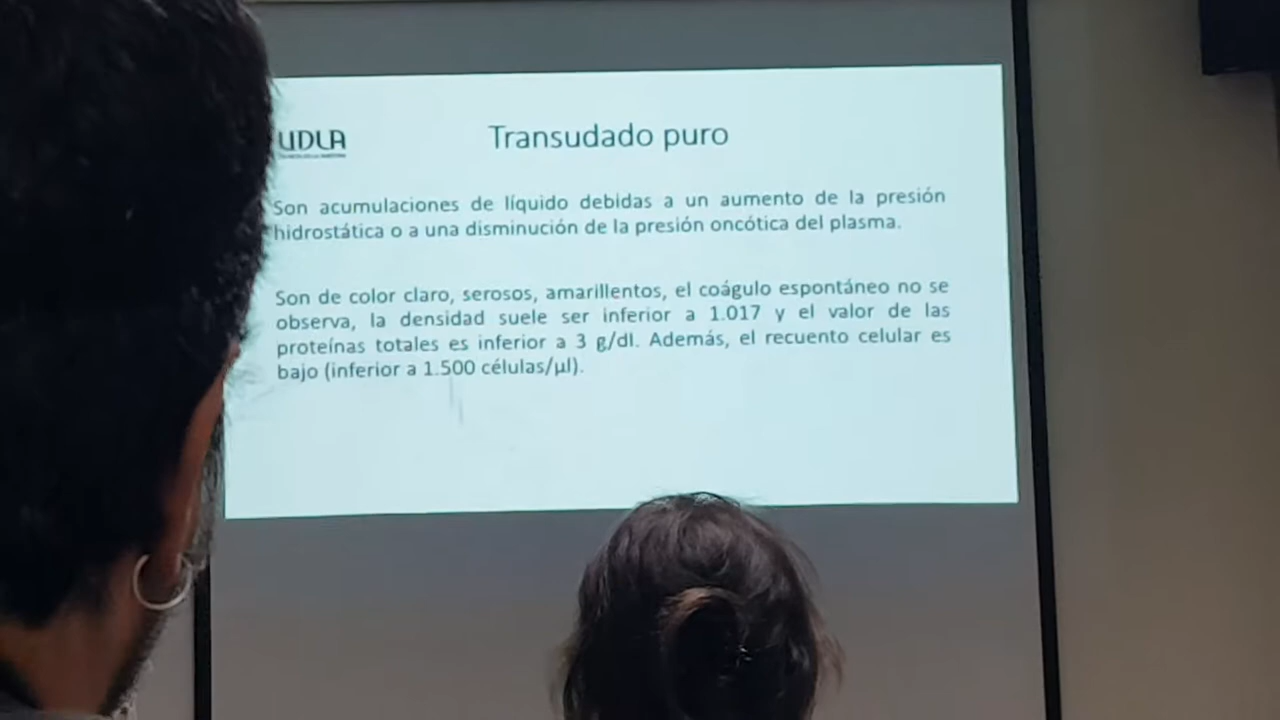 UDLA
Transudado puro
Son acumulaciones de líquido debidas a un aumento de la presión
hidrostática o a una disminución de la presión oncótica del plasma.
Son de color claro, serosos, amarillentos, el coágulo espontáneo no se
observa, la densidad suele ser inferior a 1.017 y el valor de las
proteínas totales es inferior a 3 g/dl. Además, el recuento celular es
bajo (inferior a 1.500 células/µl).